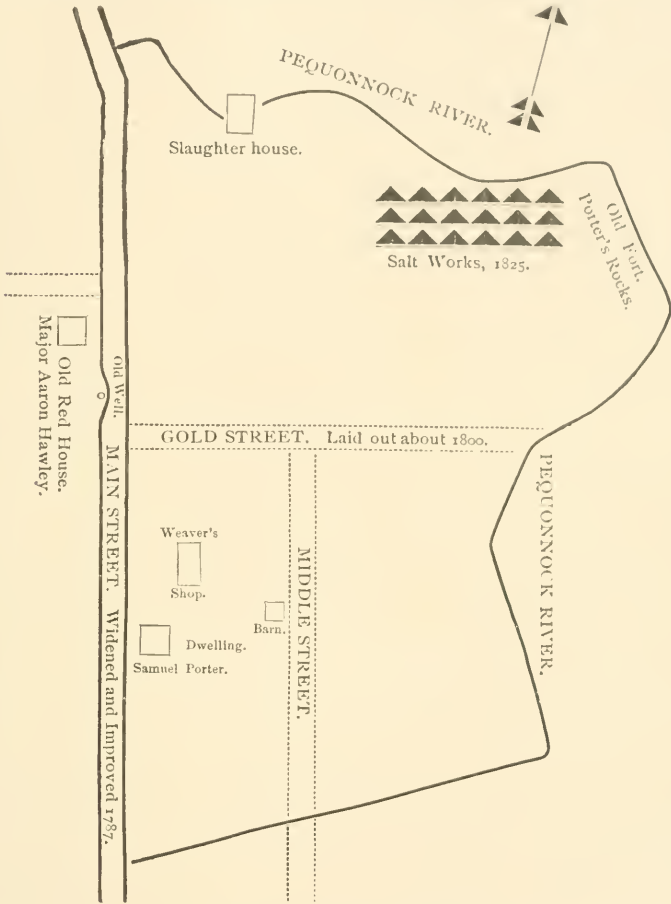 PEQUONNOCK RIVER.
Slaughter house.
Salt Works, 1825.
Old Fort.
Porter's Rocks.
Old Red House.
Major Aaron Hawley.
Old Well.
MAIN STREET. Widened and Improved 1787.
GOLD STREET. Laid out about 1800.
PEQUONNOCK RIVER.
Weaver's
Shop.
MIDDLE STREET.
Barn.
Dwelling.
Samuel Porter.